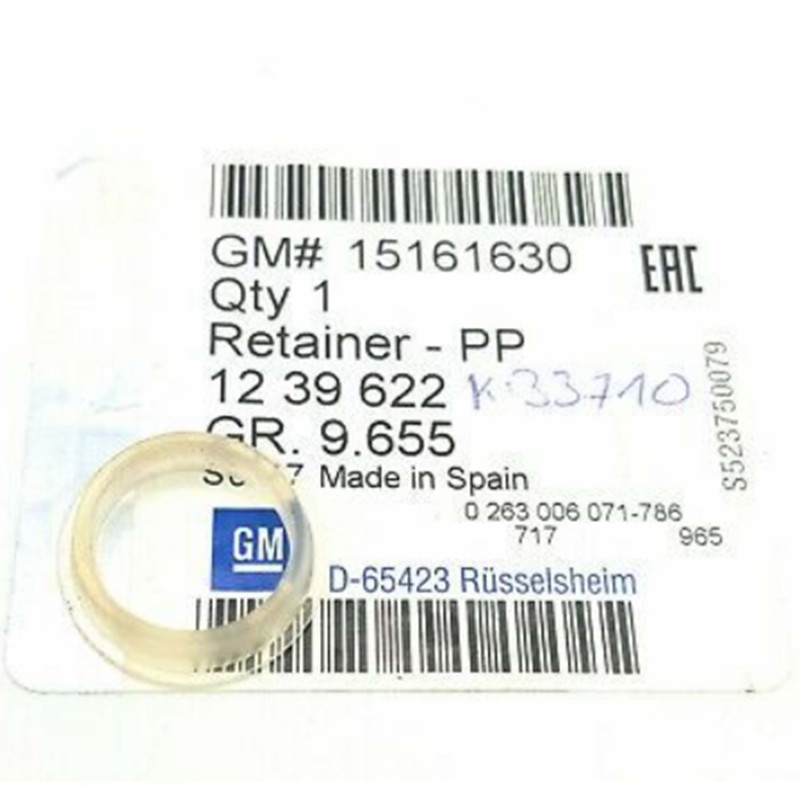 GM# 15161630
EAC
Qty 1
Retainer - PP
12 39 622 K 33710
GR. 9.655
Made in Spain
S523750079
0 263 006 071-786
717 965
GM
D-65423 Rüsselsheim